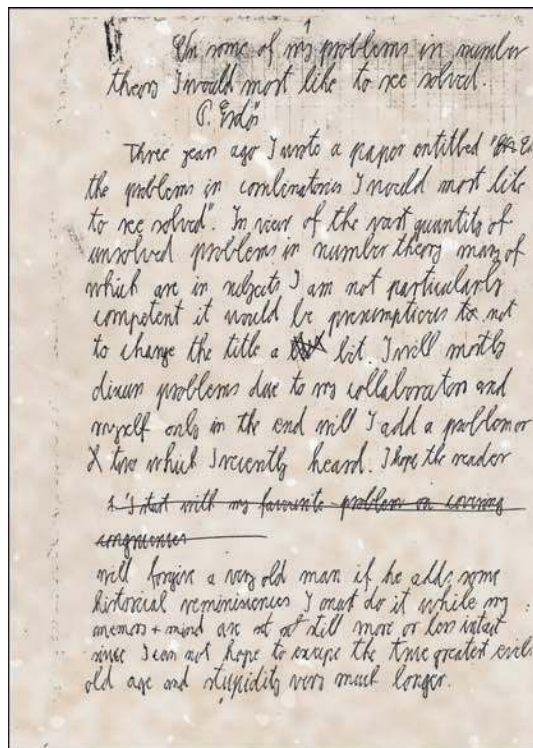 1
On some of my problems in number
theory I would most like to see solved.
P. Erdős
Three year ago I wrote a paper entitled "
the problems in combinatorics I would most like
to see solved". In view of the vast quantity of
unsolved problems in number theory many of
which are in subjects I am not particularly
competent it would be presumptious to not
to change the title a bit. I will mostly
discuss problems due to my collaborators and
myself only in the end will I add a problem or
two which I recently heard. I hope the reader
1. I start with my favourite problem on covering
congruences
will forgive a very old man if he adds some
historical reminiscences I must do it while my
memory + mind are still more or less intact
since I can not hope to escape the true greatest evils
old age and stupidity very much longer.